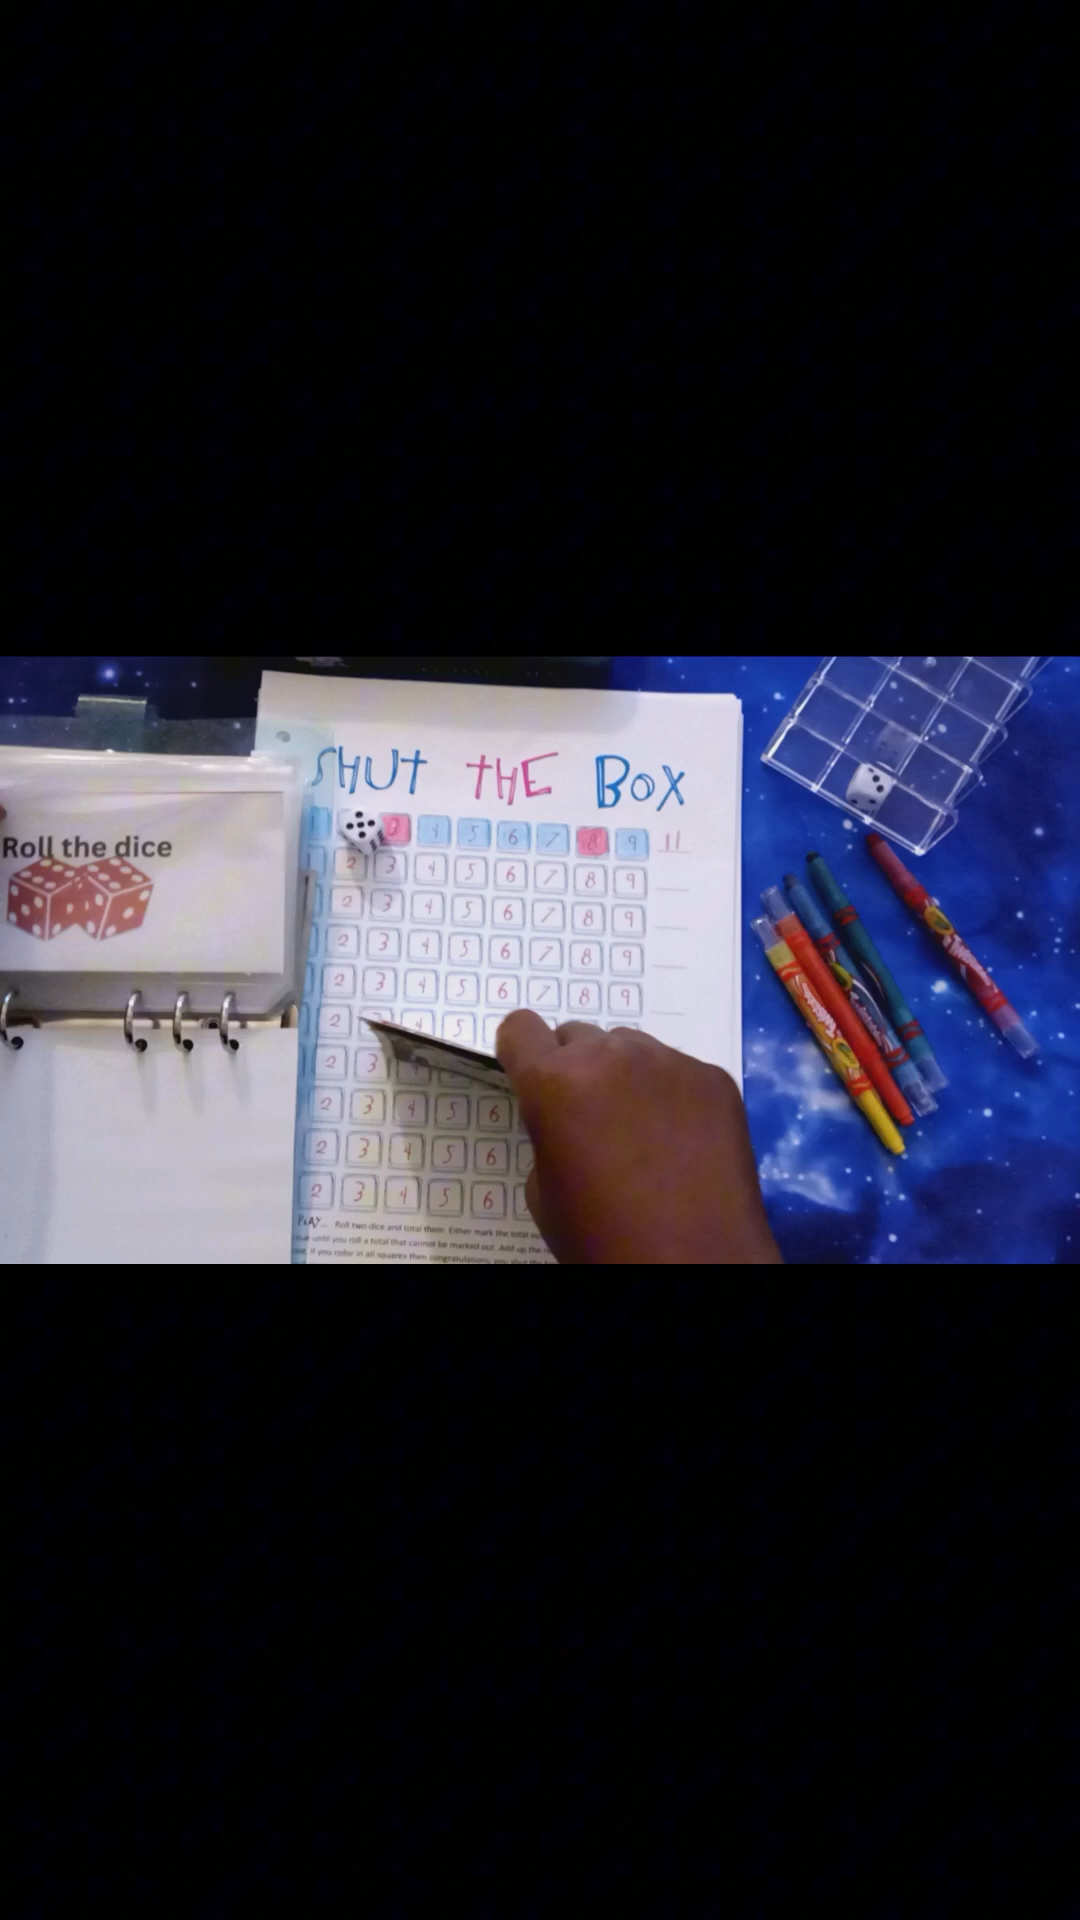 SHUT THE BOX
Roll the dice
1 3 4 5 6 7 8 9 11
1 2 3 4 5 6 7 8 9
2 3 4 5 6 7 8 9
2 3 4 5 6 7 8 9
2 3 4 5 6 7 8 9
2 4 5
2 3
2 3 4 5 6
2 3 4 5 6
2 3 4 5 6
PLAY... Roll two dice and total them. Either mark the total
until you roll a total that cannot be marked out. Add up the
If you color in all squares then congratulations, you shut the